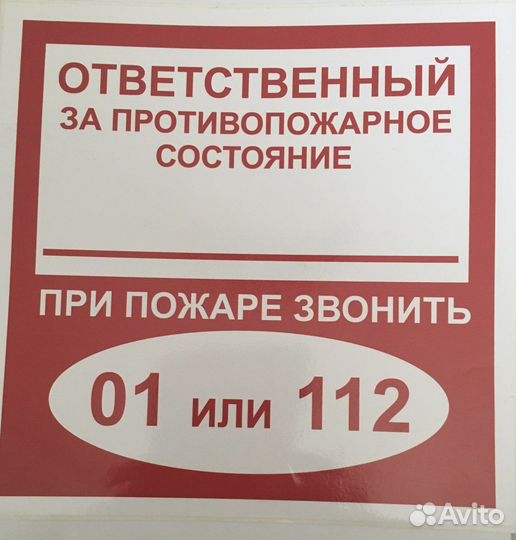 ОТВЕТСТВЕННЫЙ
ЗА ПРОТИВОПОЖАРНОЕ
СОСТОЯНИЕ
ПРИ ПОЖАРЕ ЗВОНИТЬ
01 или 112
Avito